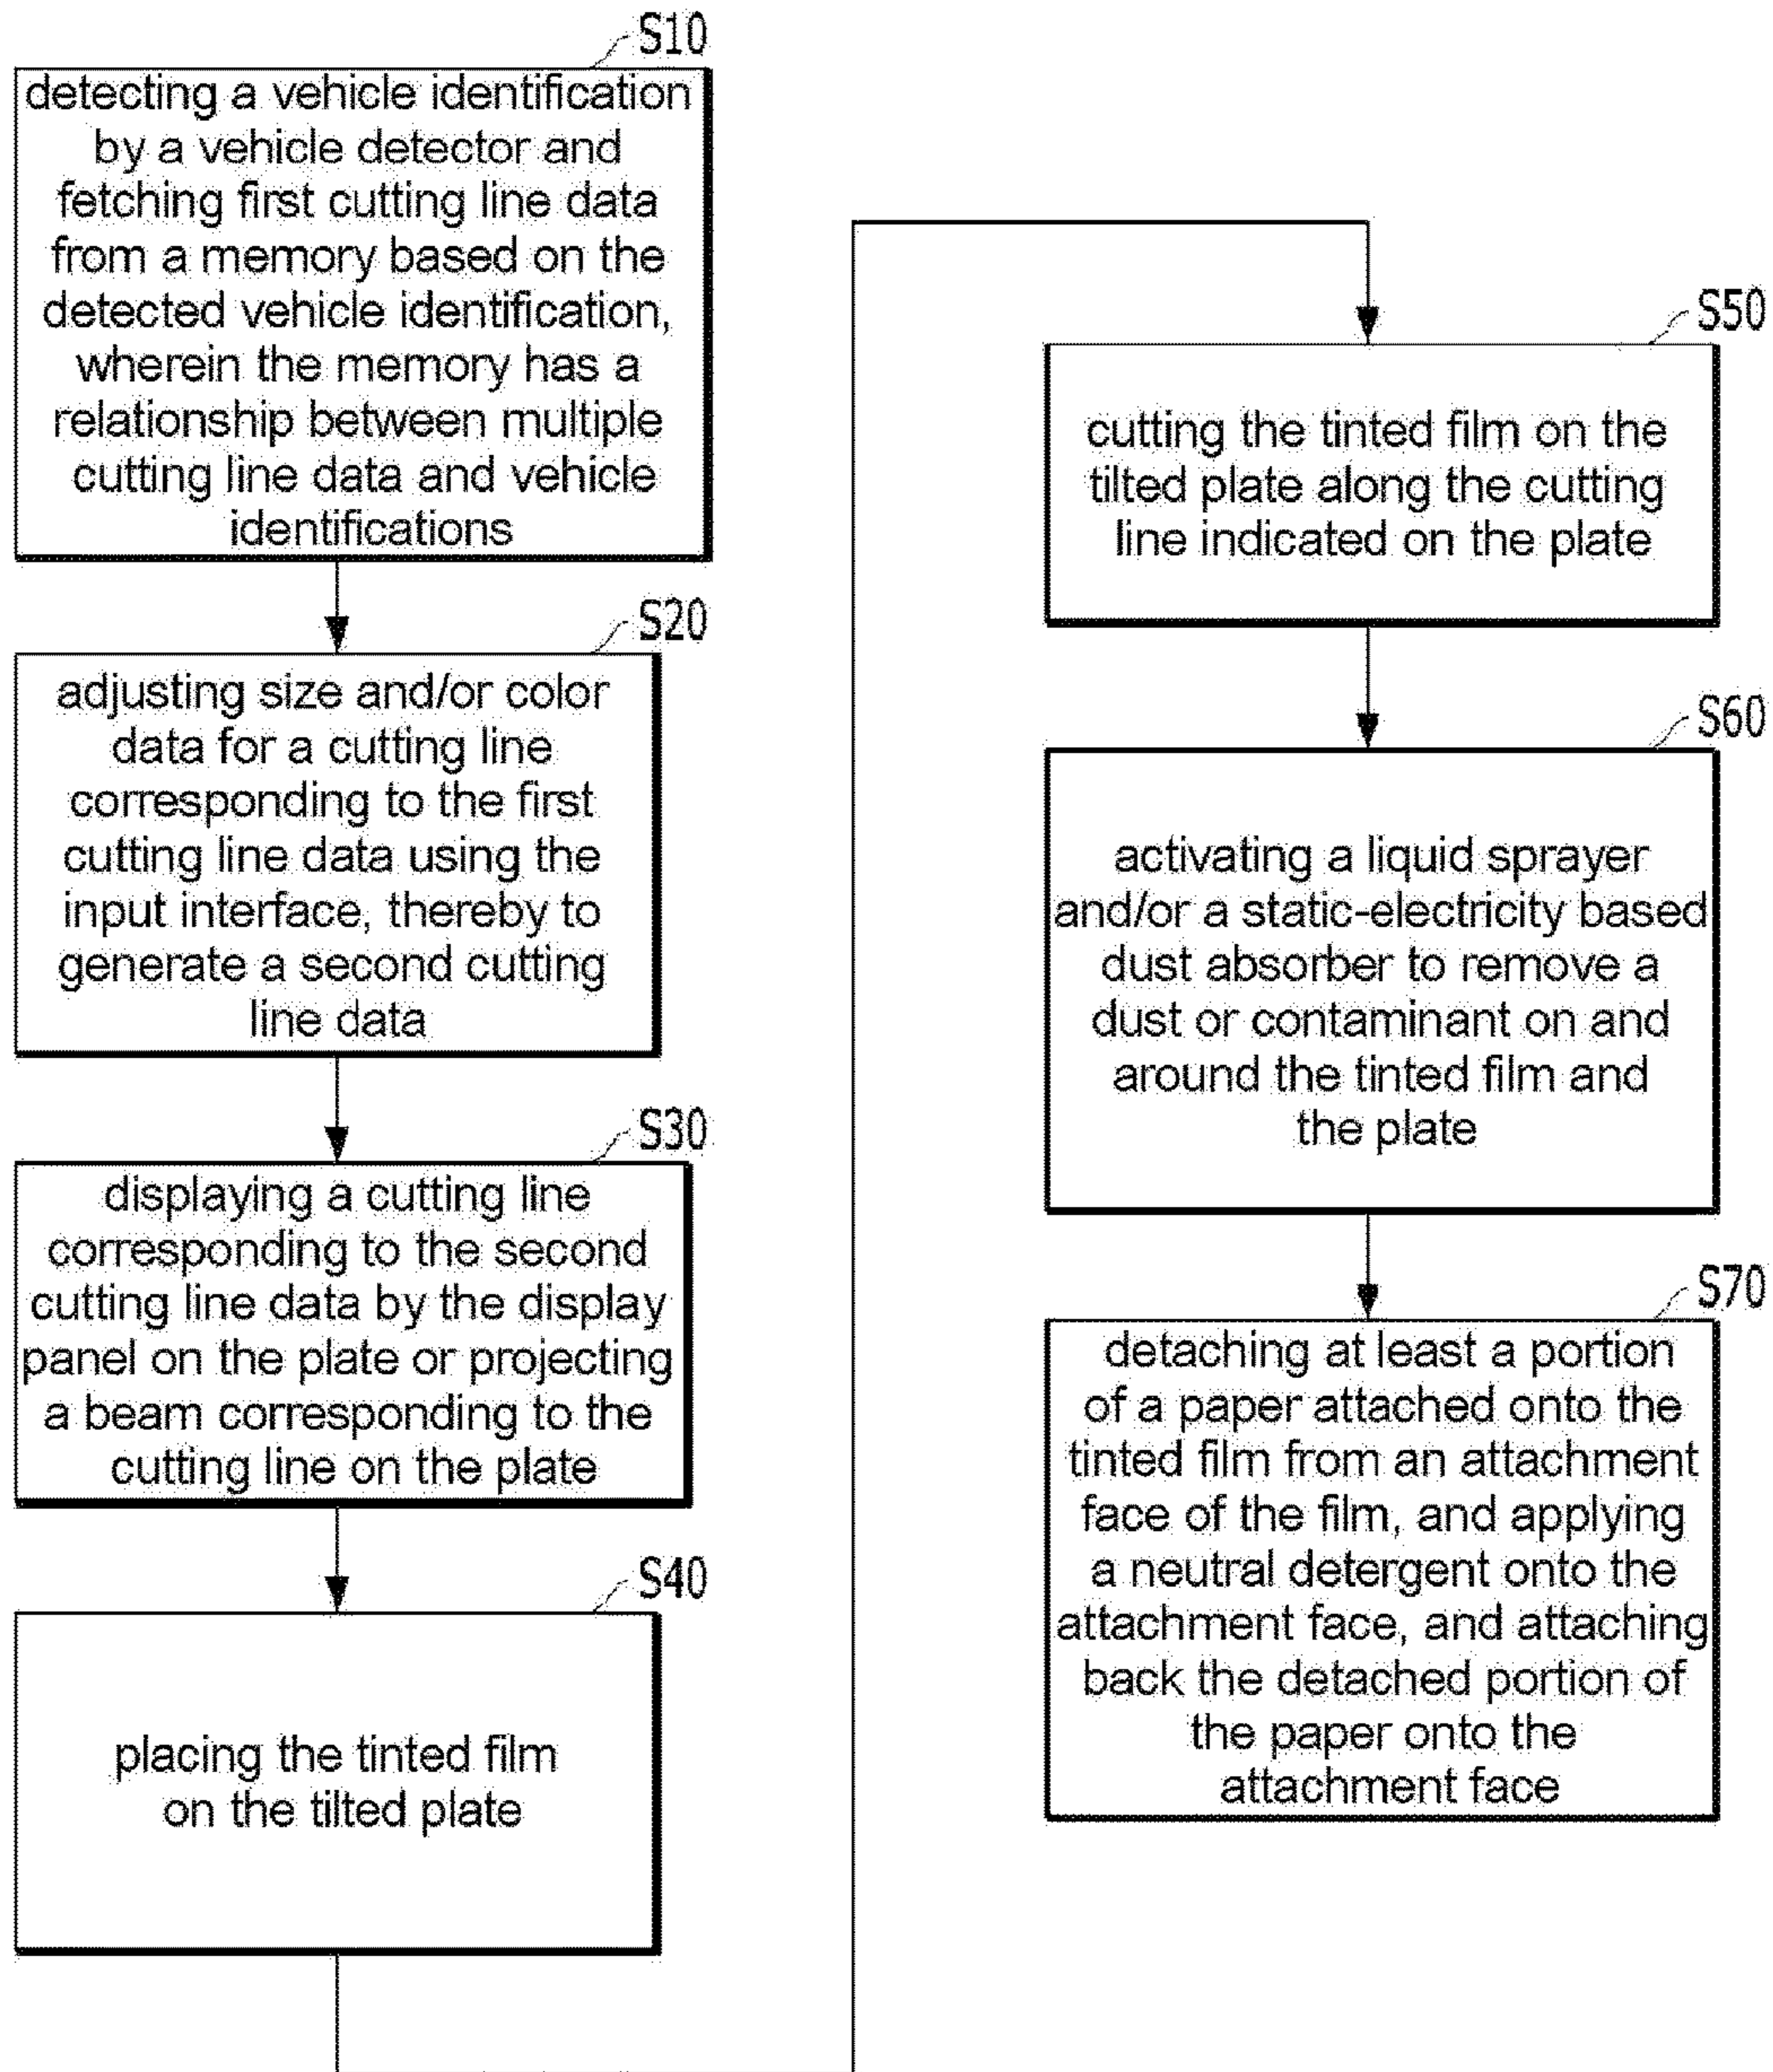 S10
detecting a vehicle identification
by a vehicle detector and
fetching first cutting line data
from a memory based on the
detected vehicle identification,
wherein the memory has a
relationship between multiple
cutting line data and vehicle
identifications
S20
adjusting size and/or color
data for a cutting line
corresponding to the first
cutting line data using the
input interface, thereby to
generate a second cutting
line data
S30
displaying a cutting line
corresponding to the second
cutting line data by the display
panel on the plate or projecting
a beam corresponding to the
cutting line on the plate
S40
placing the tinted film
on the tilted plate
S50
cutting the tinted film on the
tilted plate along the cutting
line indicated on the plate
S60
activating a liquid sprayer
and/or a static-electricity based
dust absorber to remove a
dust or contaminant on and
around the tinted film and
the plate
S70
detaching at least a portion
of a paper attached onto the
tinted film from an attachment
face of the film, and applying
a neutral detergent onto the
attachment face, and attaching
back the detached portion of
the paper onto the
attachment face